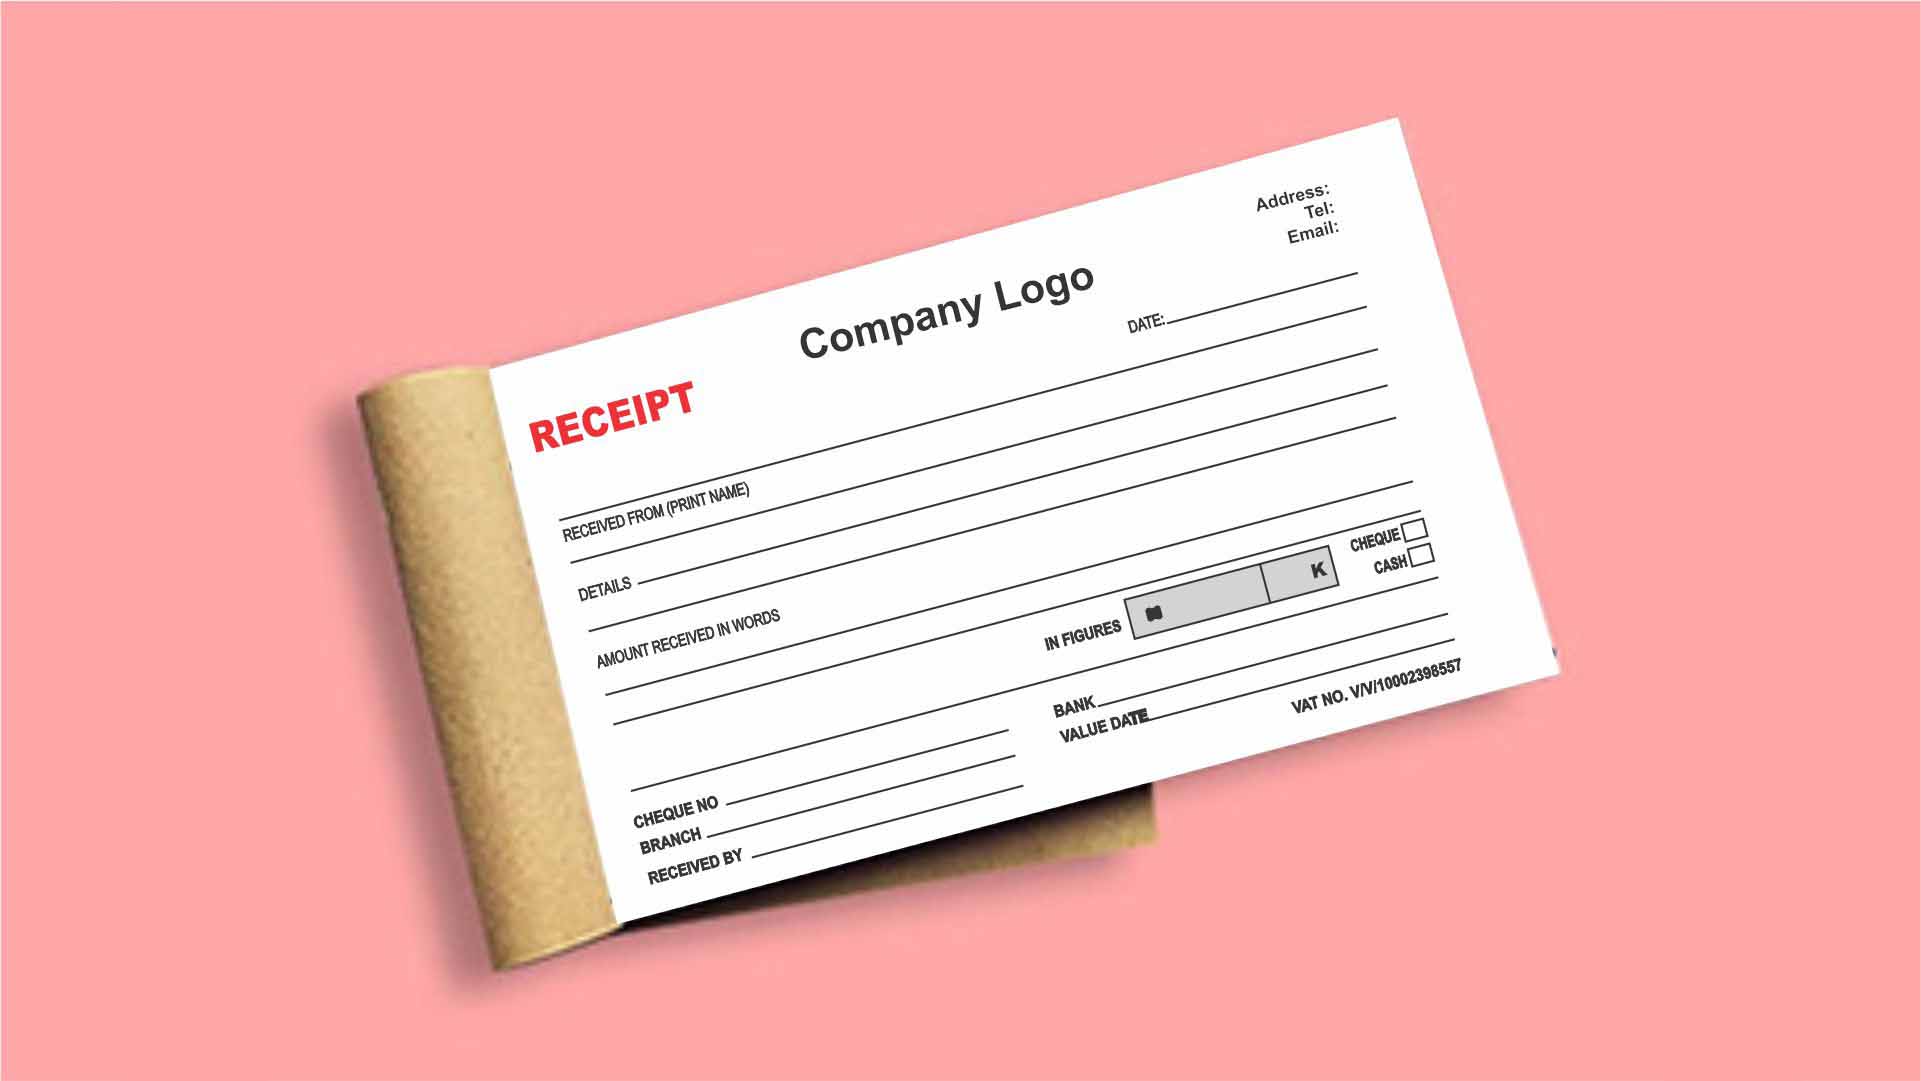 Address:
Tel:
Email:
Company Logo
DATE:
RECEIPT
RECEIVED FROM (PRINT NAME)
DETAILS
AMOUNT RECEIVED IN WORDS
IN FIGURES
K
CHEQUE
CASH
CHEQUE NO
BANK
BRANCH
VALUE DATE
RECEIVED BY
VAT NO. V/V/10002398557